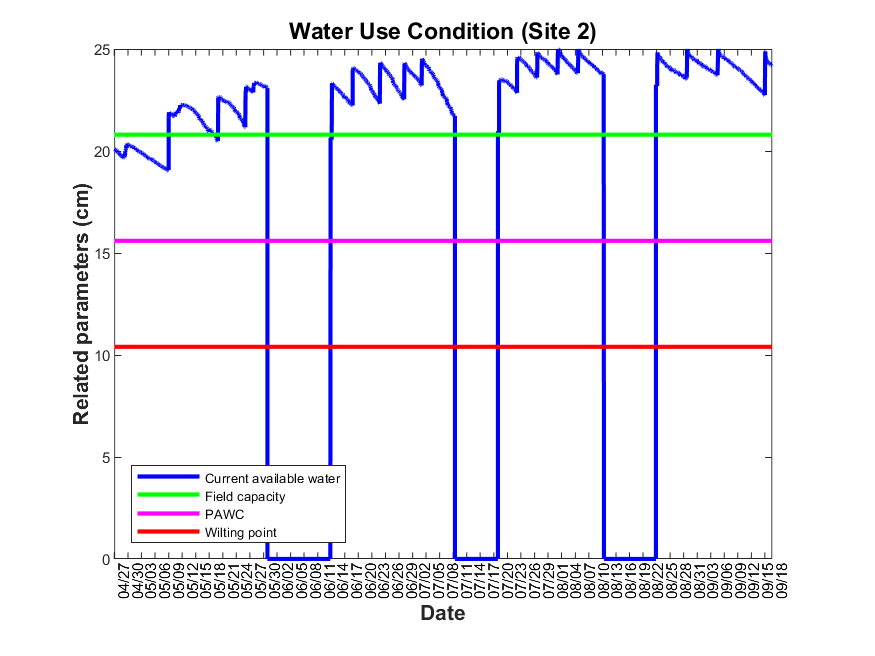 Water Use Condition (Site 2)
Related parameters (cm)
25
20
15
10
5
0
Current available water
Field capacity
PAWC
Wilting point
04/27 04/30 05/03 05/06 05/09 05/12 05/15 05/18 05/21 05/24 05/27 05/30 06/02 06/05 06/08 06/11 06/14 06/17 06/20 06/23 06/26 06/29 07/02 07/05 07/08 07/11 07/14 07/17 07/20 07/23 07/26 07/29 08/01 08/04 08/07 08/10 08/13 08/16 08/19 08/22 08/25 08/28 08/31 09/03 09/06 09/09 09/12 09/15 09/18
Date